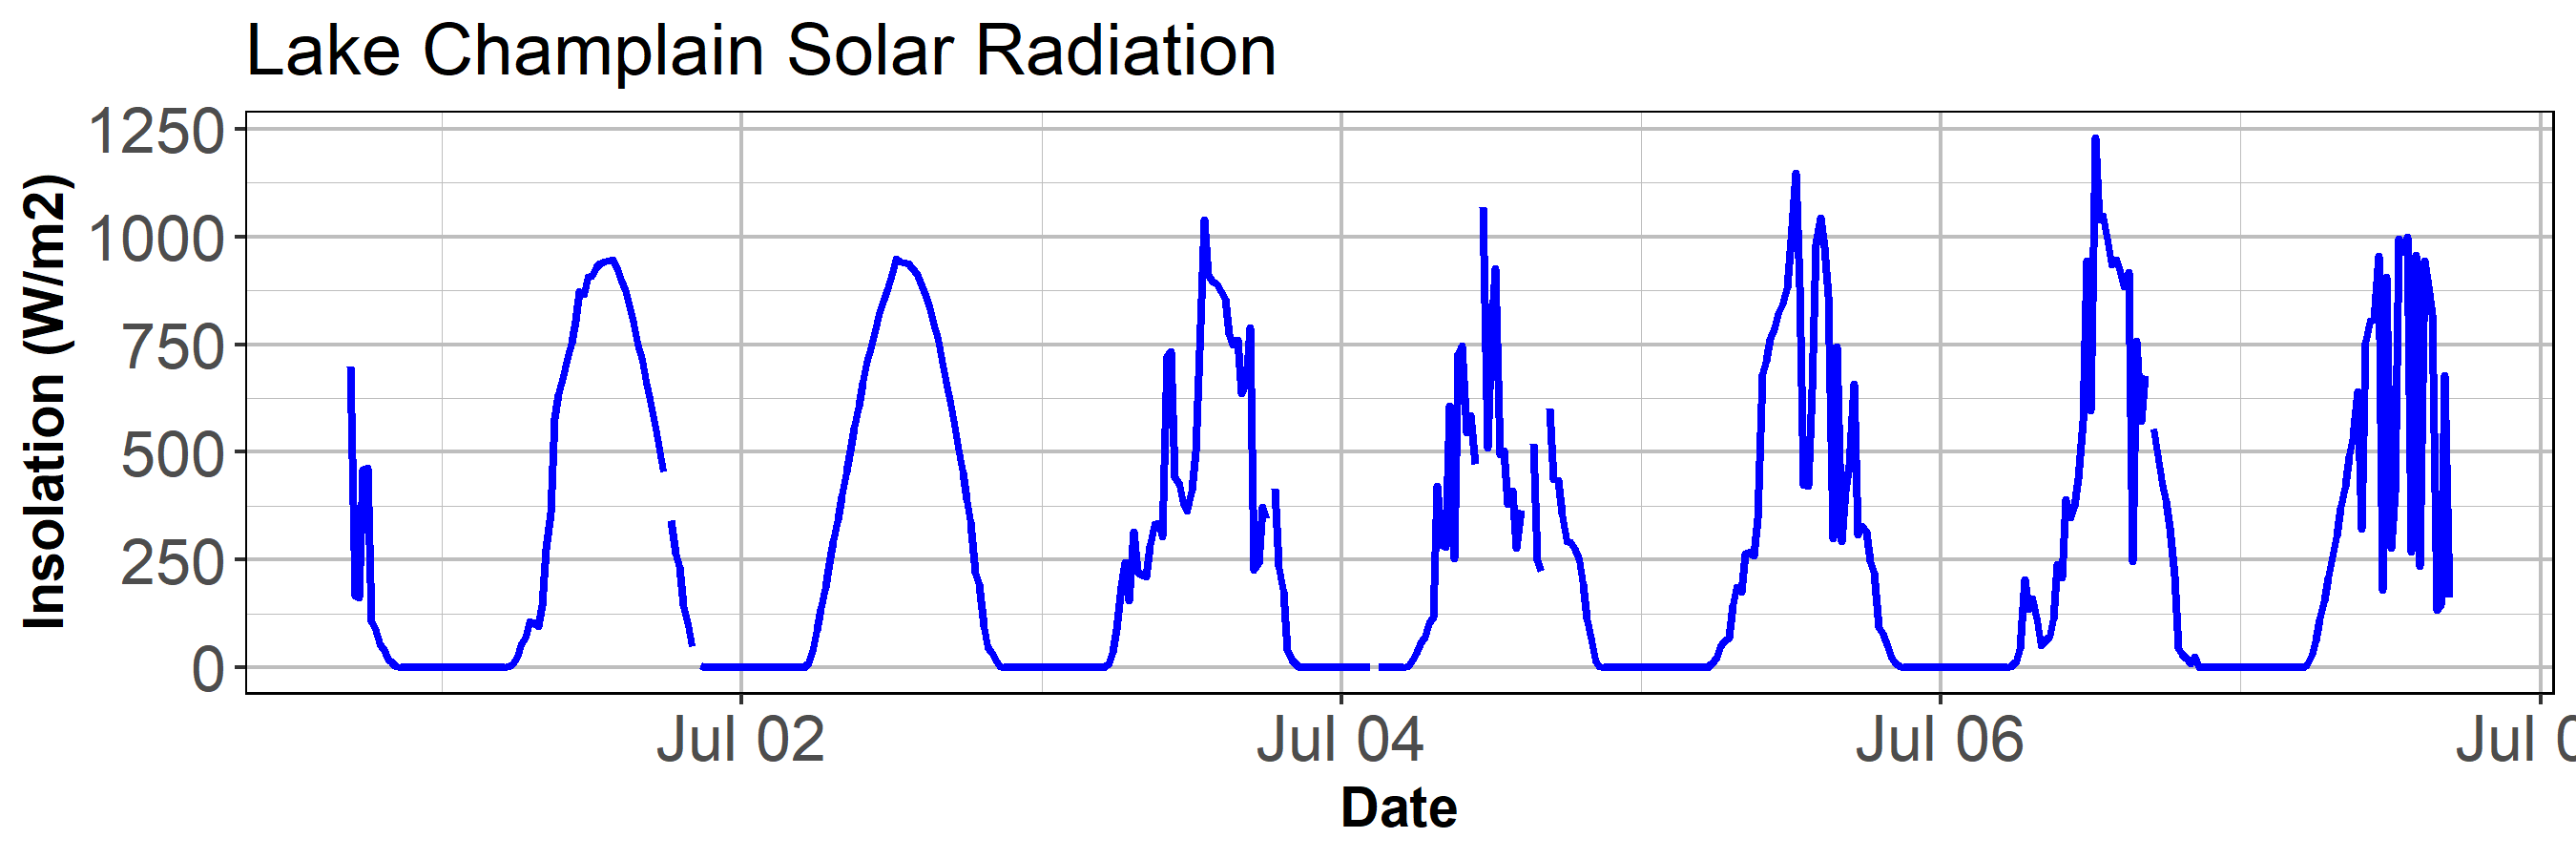 Lake Champlain Solar Radiation
Insolation (W/m2)
1250
1000
750
500
250
0
Jul 02
Jul 04
Jul 06
Jul
Date